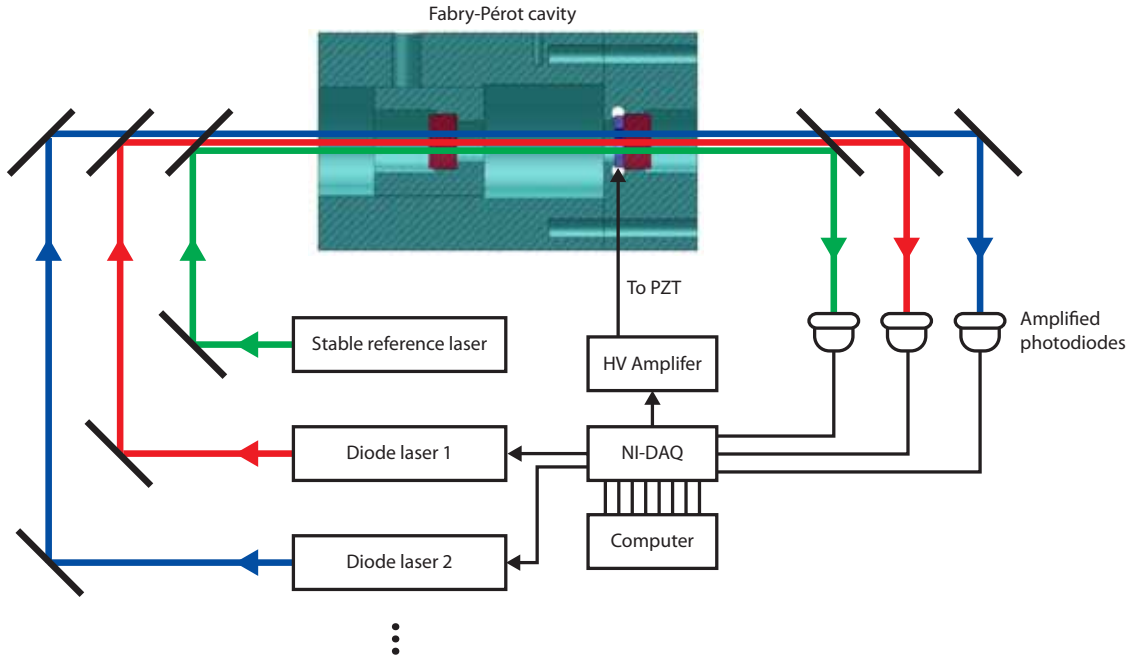 Fabry-Pérot cavity
To PZT
Stable reference laser
HV Amplifer
Amplified
photodiodes
Diode laser 1
NI-DAQ
Computer
Diode laser 2